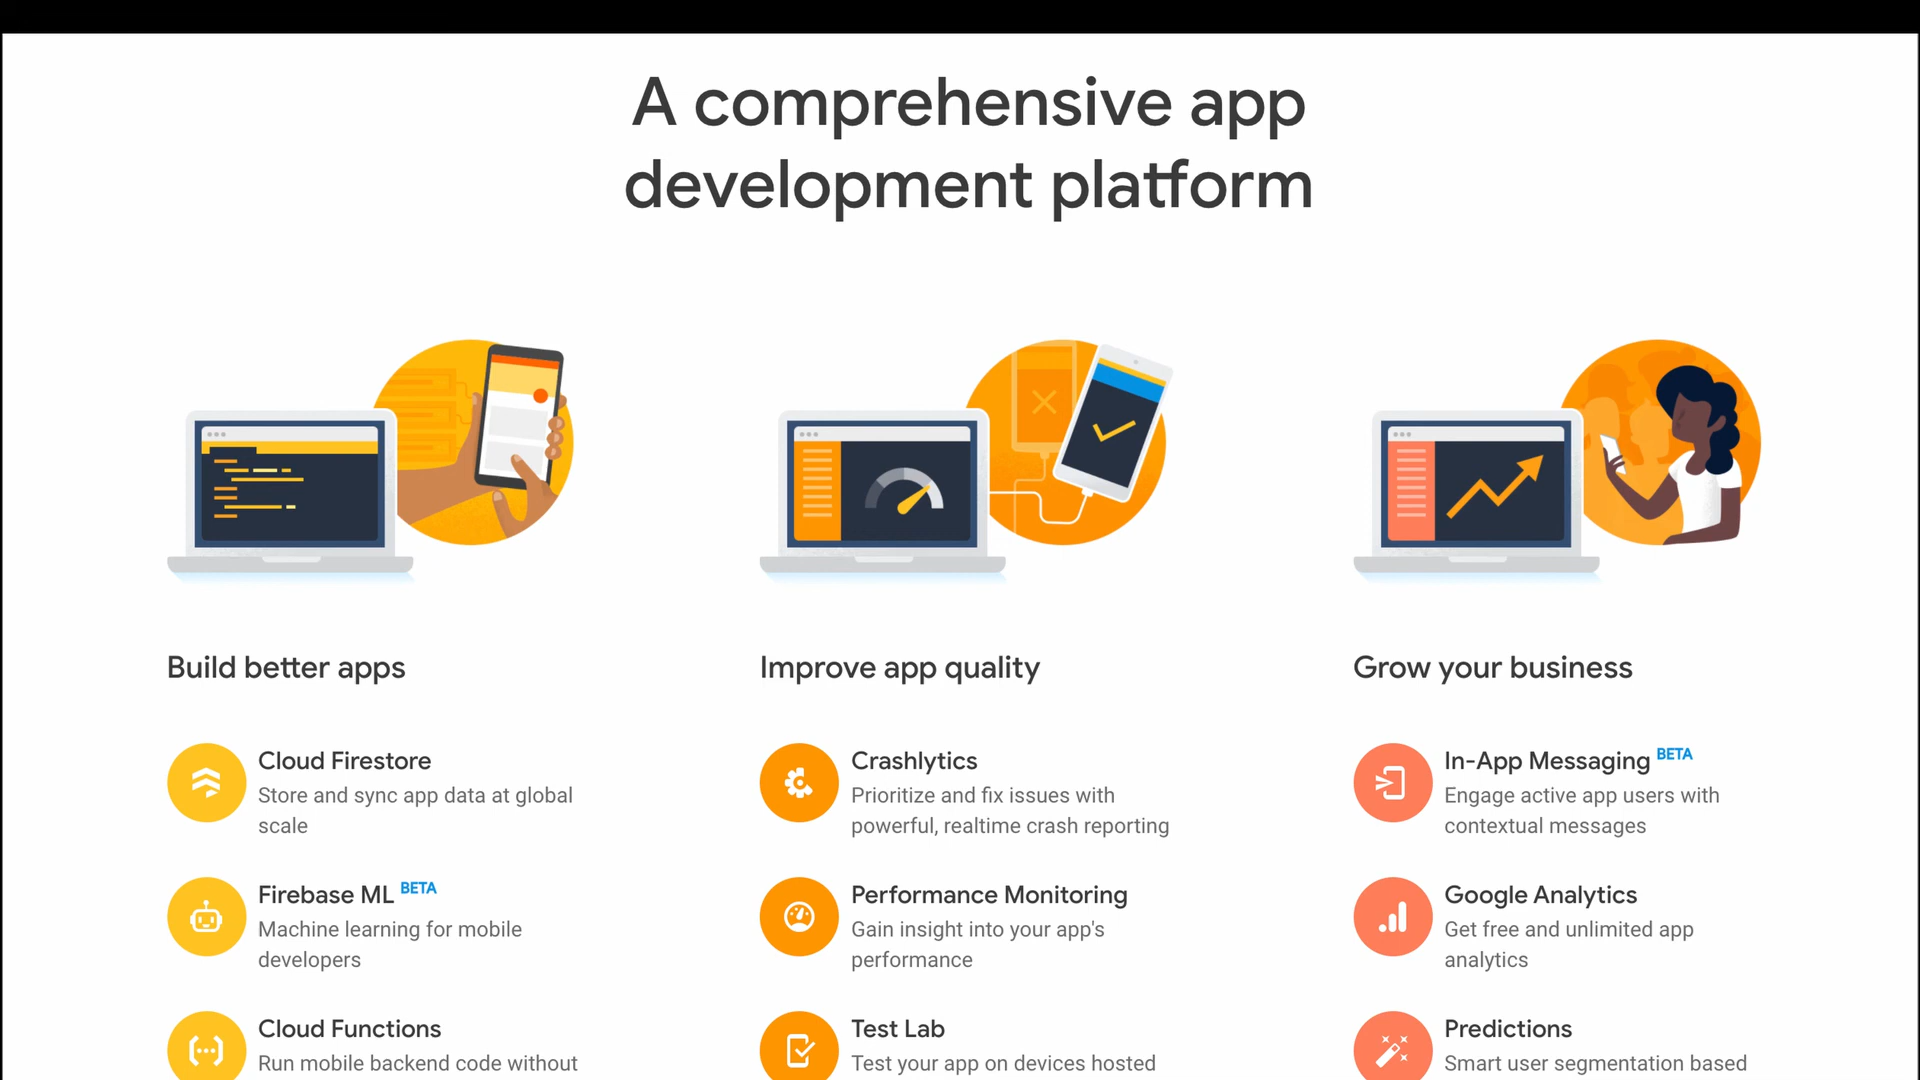 A comprehensive app
development platform
Build better apps
Cloud Firestore
Store and sync app data at global
scale
Firebase ML BETA
Machine learning for mobile
developers
Cloud Functions
Run mobile backend code without
Improve app quality
Crashlytics
Prioritize and fix issues with
powerful, realtime crash reporting
Performance Monitoring
Gain insight into your app's
performance
Test Lab
Test your app on devices hosted
Grow your business
In-App Messaging BETA
Engage active app users with
contextual messages
Google Analytics
Get free and unlimited app
analytics
Predictions
Smart user segmentation based